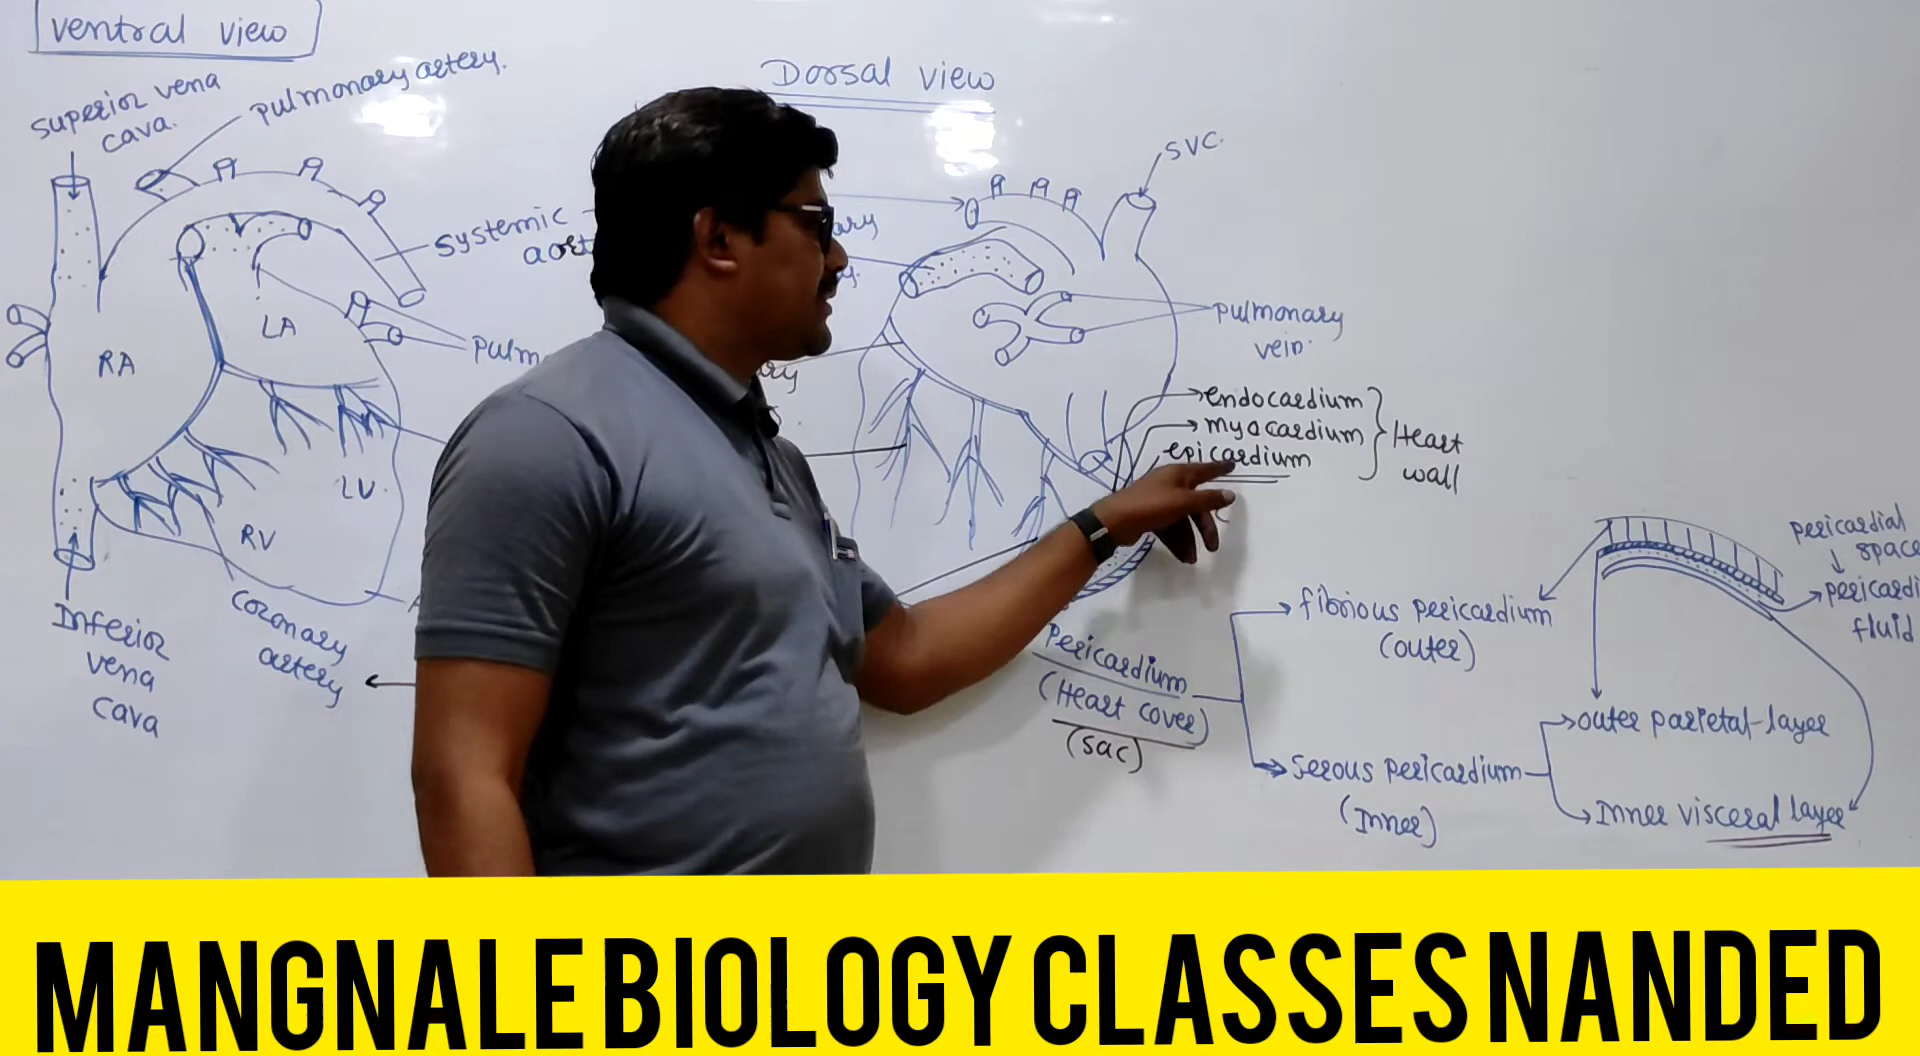 ventral view
superior vena
cava.
pulmonary artery.
systemic
LA
RA
LV
RV
Inferior
vena
cava
coronary
artery
Dorsal view
SVC.
pulmonary
vein.
endocardium
myocardium
epicardium
Heart
wall
pericardial
space
fluid
Pericardium
(Heart cover)
(sac)
fibrious pericardium
(outer)
serous pericardium
(Inner)
outer parietal layer
Inner visceral layer
MANGNALE BIOLOGY CLASSES NANDED